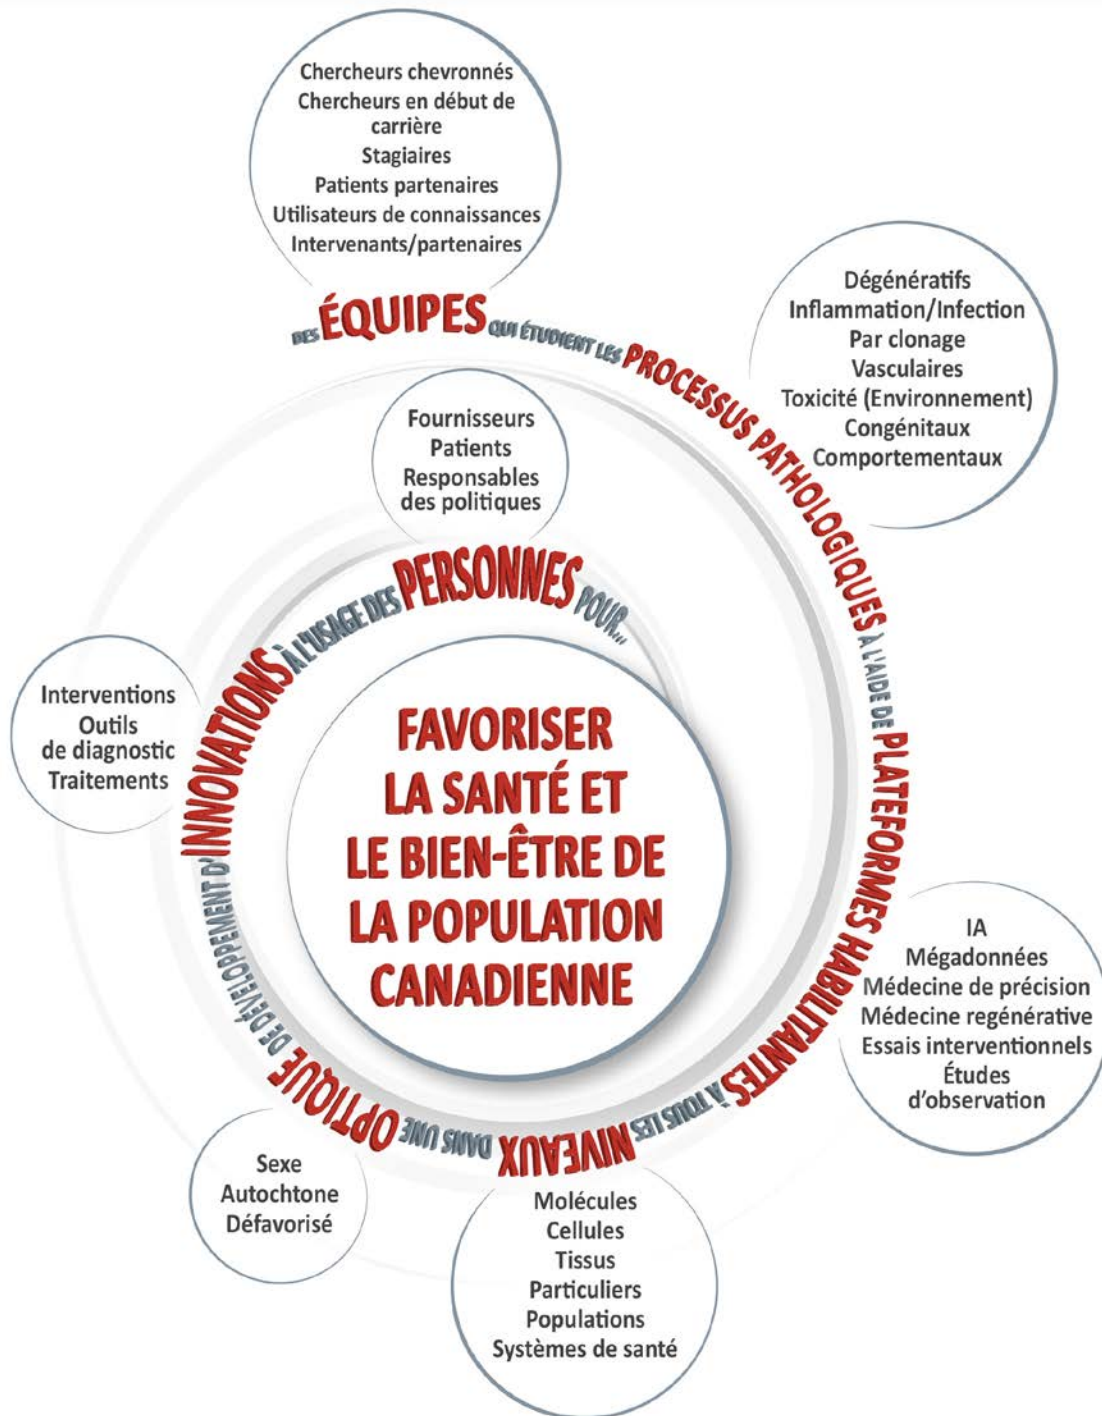 Chercheurs chevronnés
Chercheurs en début de
carrière
Stagiaires
Patients partenaires
Utilisateurs de connaissances
Intervenants/partenaires
DES ÉQUIPES QUI ÉTUDIENT LES PROCESSUS PATHOLOGIQUES À L'AIDE DE PLATEFORMES HABILITANTES À TOUS LES NIVEAUX DANS UNE OPTIQUE DE DÉVELOPPEMENT D'INNOVATIONS À L'USAGE DES PERSONNES POUR...
Dégénératifs
Inflammation/Infection
Par clonage
Vasculaires
Toxicité (Environnement)
Congénitaux
Comportementaux
IA
Mégadonnées
Médecine de précision
Médecine regénérative
Essais interventionnels
Études
d'observation
Molécules
Cellules
Tissus
Particuliers
Populations
Systèmes de santé
Sexe
Autochtone
Défavorisé
Interventions
Outils
de diagnostic
Traitements
Fournisseurs
Patients
Responsables
des politiques
FAVORISER
LA SANTÉ ET
LE BIEN-ÊTRE DE
LA POPULATION
CANADIENNE